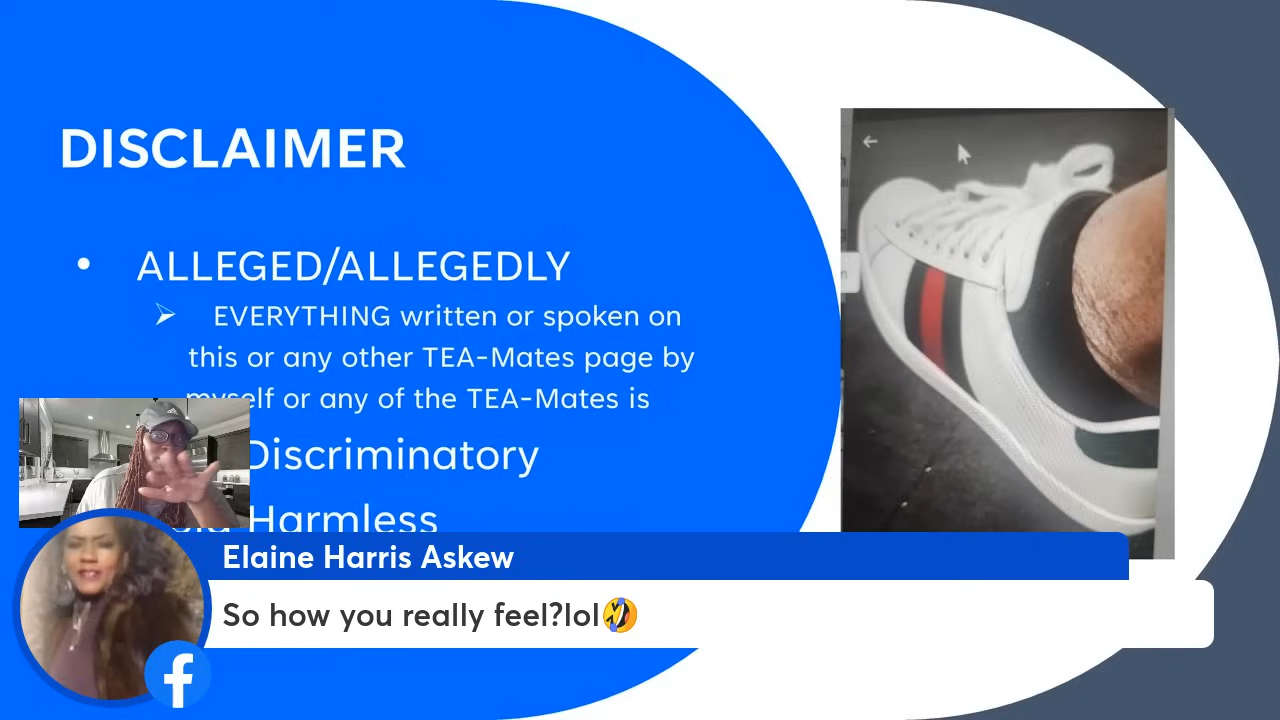 DISCLAIMER
• ALLEGED/ALLEGEDLY
➢ EVERYTHING written or spoken on
this or any other TEA-Mates page by
myself or any of the TEA-Mates is
Discriminatory
Harmless
Elaine Harris Askew
So how you really feel?lol🤣